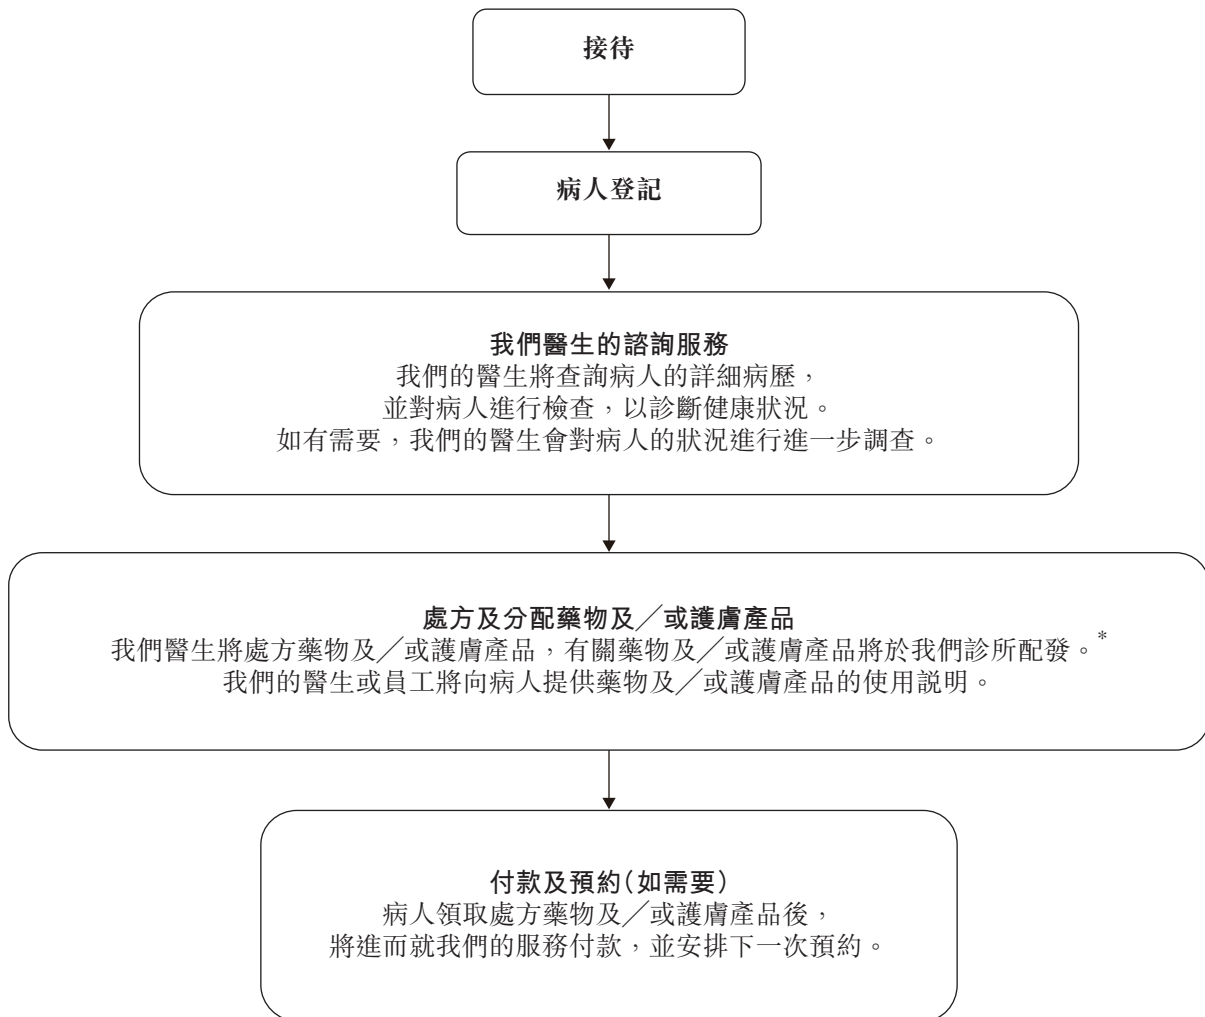 接待
病人登記
我們醫生的諮詢服務
我們的醫生將查詢病人的詳細病歷，
並對病人進行檢查，以診斷健康狀況。
如有需要，我們的醫生會對病人的狀況進行進一步調查。
處方及分配藥物及╱或護膚產品
我們醫生將處方藥物及╱或護膚產品，有關藥物及╱或護膚產品將於我們診所配發。*
我們的醫生或員工將向病人提供藥物及╱或護膚產品的使用說明。
付款及預約(如需要)
病人領取處方藥物及╱或護膚產品後，
將進而就我們的服務付款，並安排下一次預約。